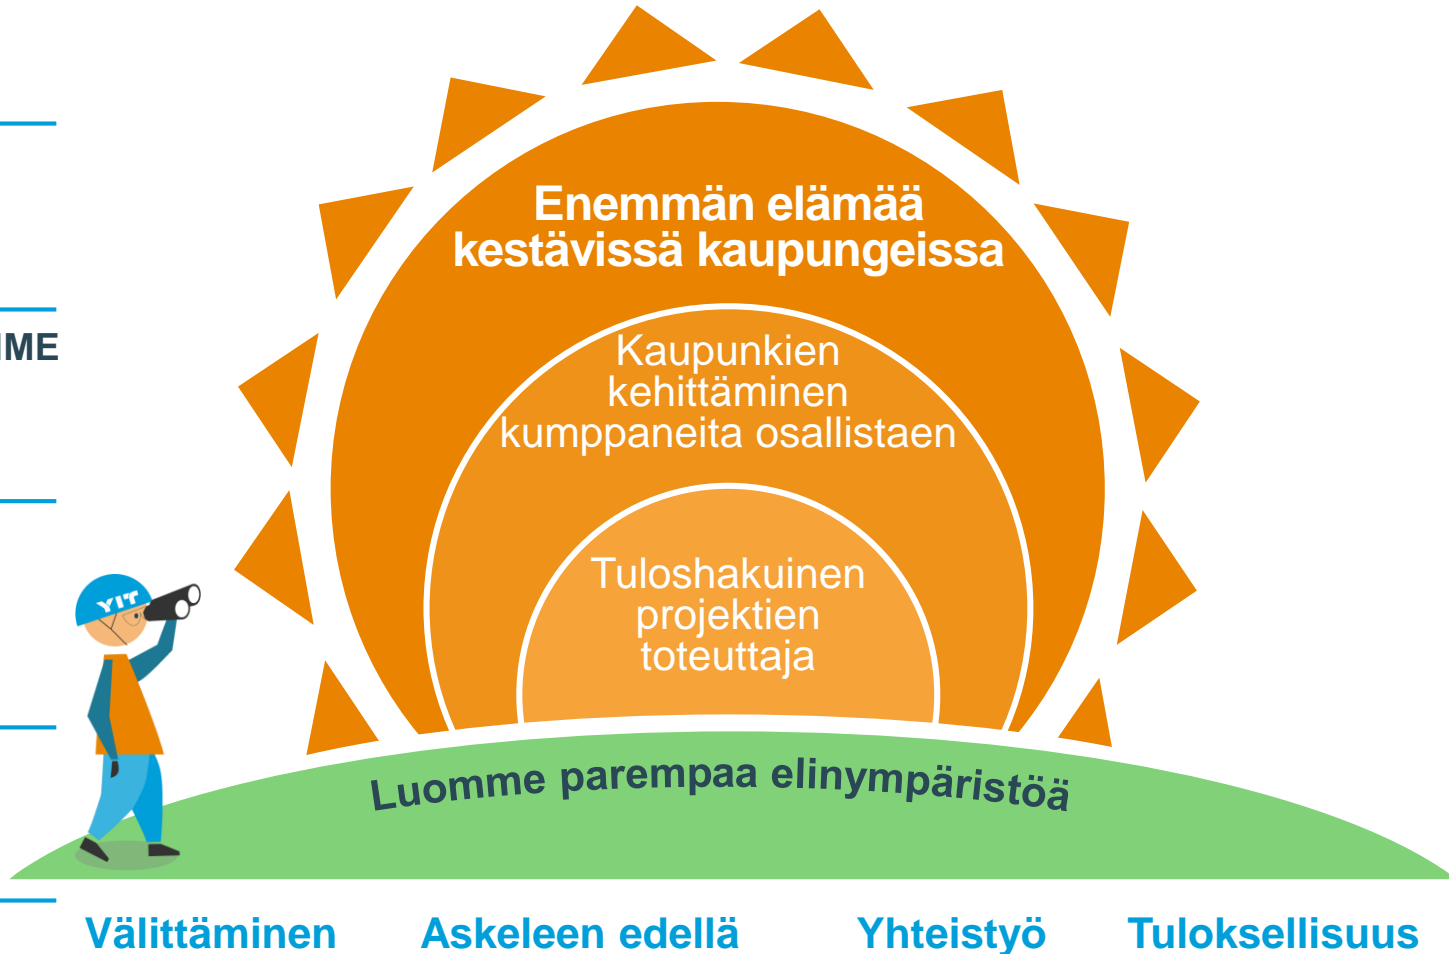 Enemmän elämää
kestävissä kaupungeissa
Kaupunkien
kehittäminen
kumppaneita osallistaen
Tuloshakuinen
projektien
toteuttaja
YIT
Luomme parempaa elinympäristöä
Välittäminen Askeleen edellä Yhteistyö Tuloksellisuus